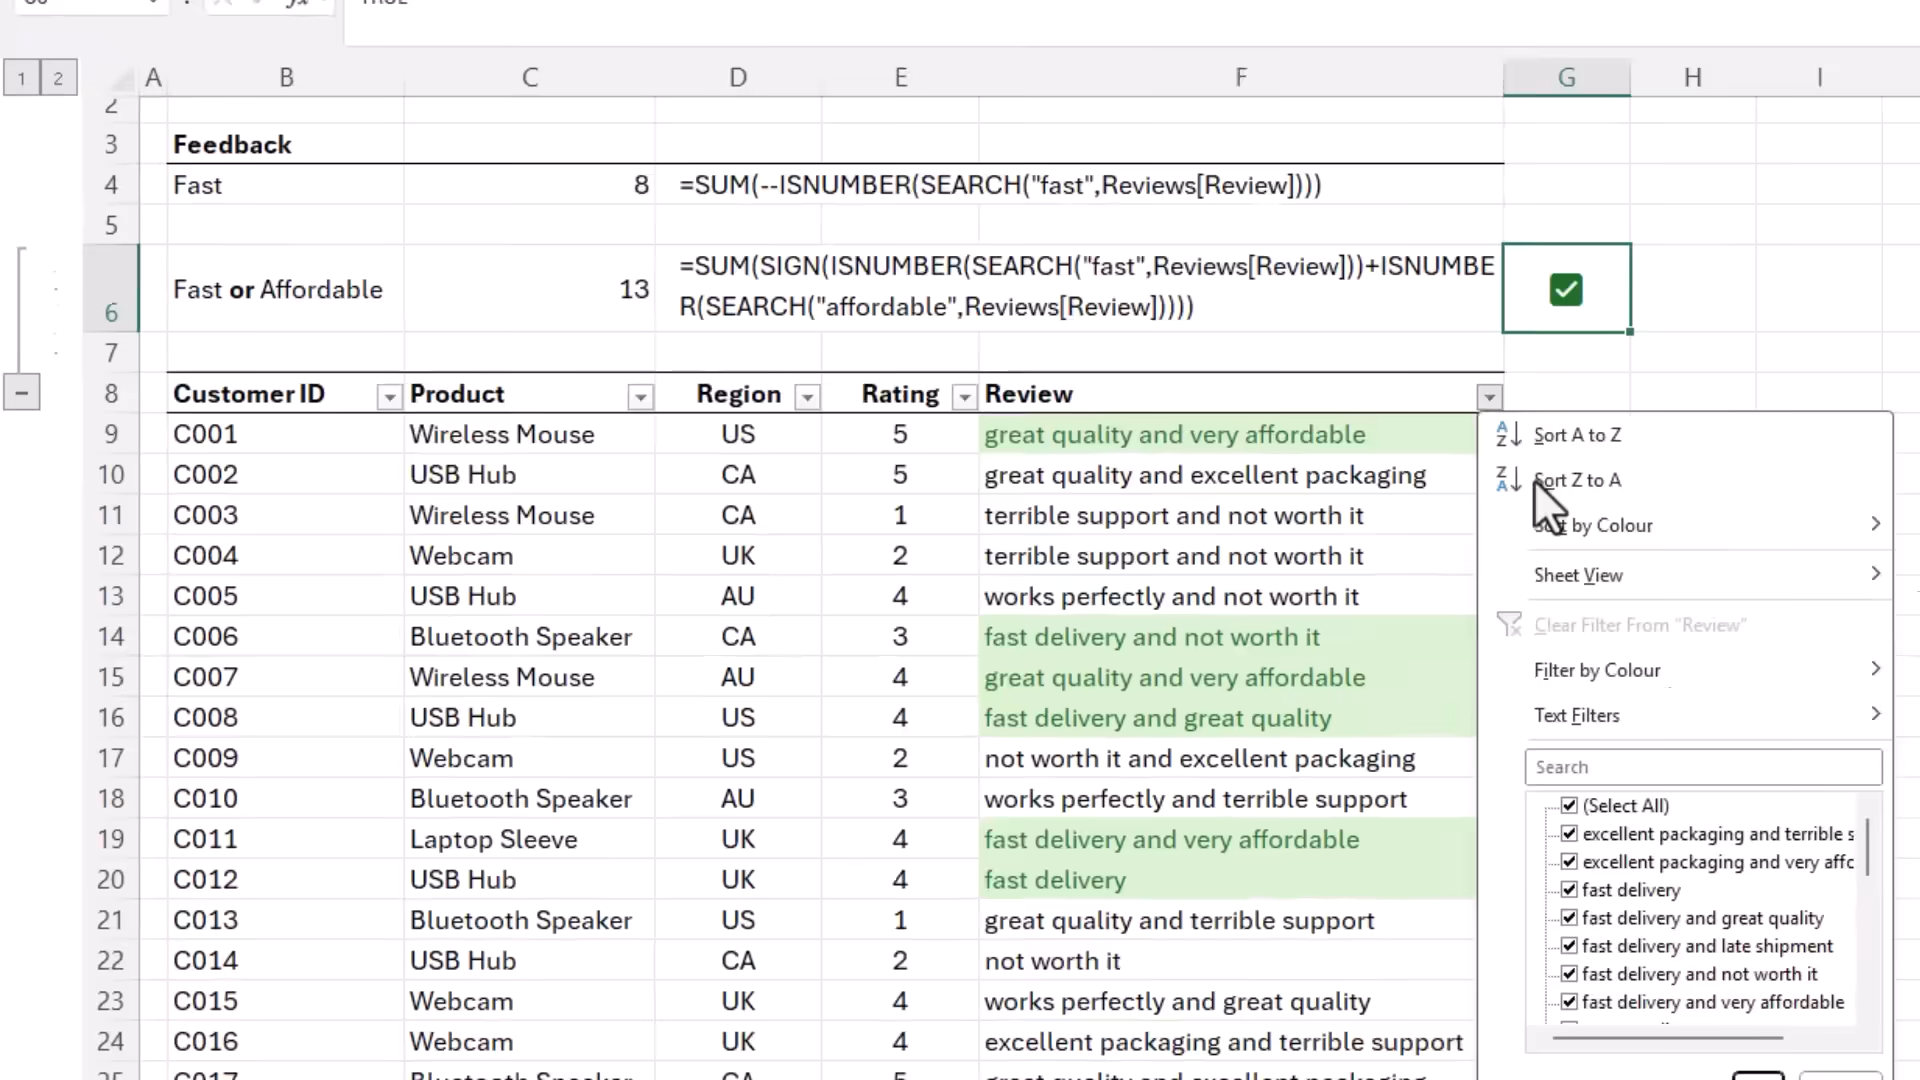 1 2 A B C D E F G H I
2
3 Feedback
4 Fast 8 =SUM(--ISNUMBER(SEARCH("fast",Reviews[Review])))
5
6 Fast or Affordable 13 =SUM(SIGN(ISNUMBER(SEARCH("fast",Reviews[Review]))+ISNUMBE
R(SEARCH("affordable",Reviews[Review]))))
7
8 Customer ID Product Region Rating Review
9 C001 Wireless Mouse US 5 great quality and very affordable
10 C002 USB Hub CA 5 great quality and excellent packaging
11 C003 Wireless Mouse CA 1 terrible support and not worth it
12 C004 Webcam UK 2 terrible support and not worth it
13 C005 USB Hub AU 4 works perfectly and not worth it
14 C006 Bluetooth Speaker CA 3 fast delivery and not worth it
15 C007 Wireless Mouse AU 4 great quality and very affordable
16 C008 USB Hub US 4 fast delivery and great quality
17 C009 Webcam US 2 not worth it and excellent packaging
18 C010 Bluetooth Speaker AU 3 works perfectly and terrible support
19 C011 Laptop Sleeve UK 4 fast delivery and very affordable
20 C012 USB Hub UK 4 fast delivery
21 C013 Bluetooth Speaker US 1 great quality and terrible support
22 C014 USB Hub CA 2 not worth it
23 C015 Webcam UK 4 works perfectly and great quality
24 C016 Webcam UK 4 excellent packaging and terrible support
25 C017 Bluetooth Speaker CA 5 great quality and excellent packaging
Sort A to Z
Sort Z to A
Sort by Colour
Sheet View
Clear Filter From "Review"
Filter by Colour
Text Filters
Search
(Select All)
excellent packaging and terrible s
excellent packaging and very affc
fast delivery
fast delivery and great quality
fast delivery and late shipment
fast delivery and not worth it
fast delivery and very affordable